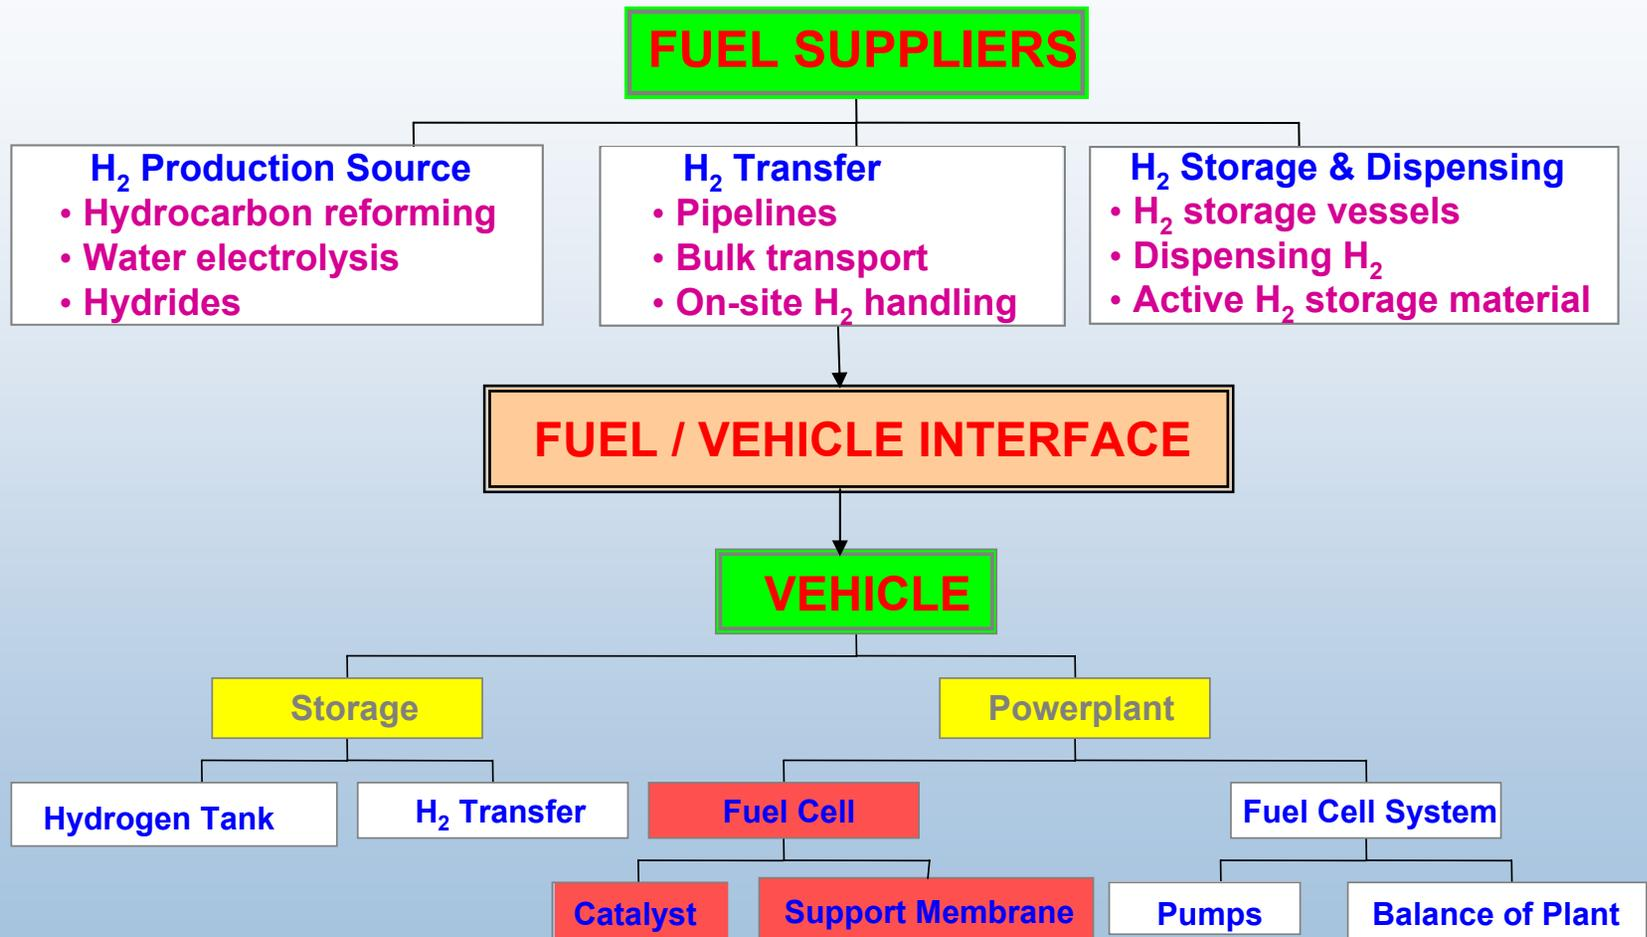 FUEL SUPPLIERS
H₂ Production Source
• Hydrocarbon reforming
• Water electrolysis
• Hydrides
H₂ Transfer
• Pipelines
• Bulk transport
• On-site H₂ handling
H₂ Storage & Dispensing
• H₂ storage vessels
• Dispensing H₂
• Active H₂ storage material
FUEL / VEHICLE INTERFACE
VEHICLE
Storage
Powerplant
Hydrogen Tank
H₂ Transfer
Fuel Cell
Fuel Cell System
Catalyst
Support Membrane
Pumps
Balance of Plant